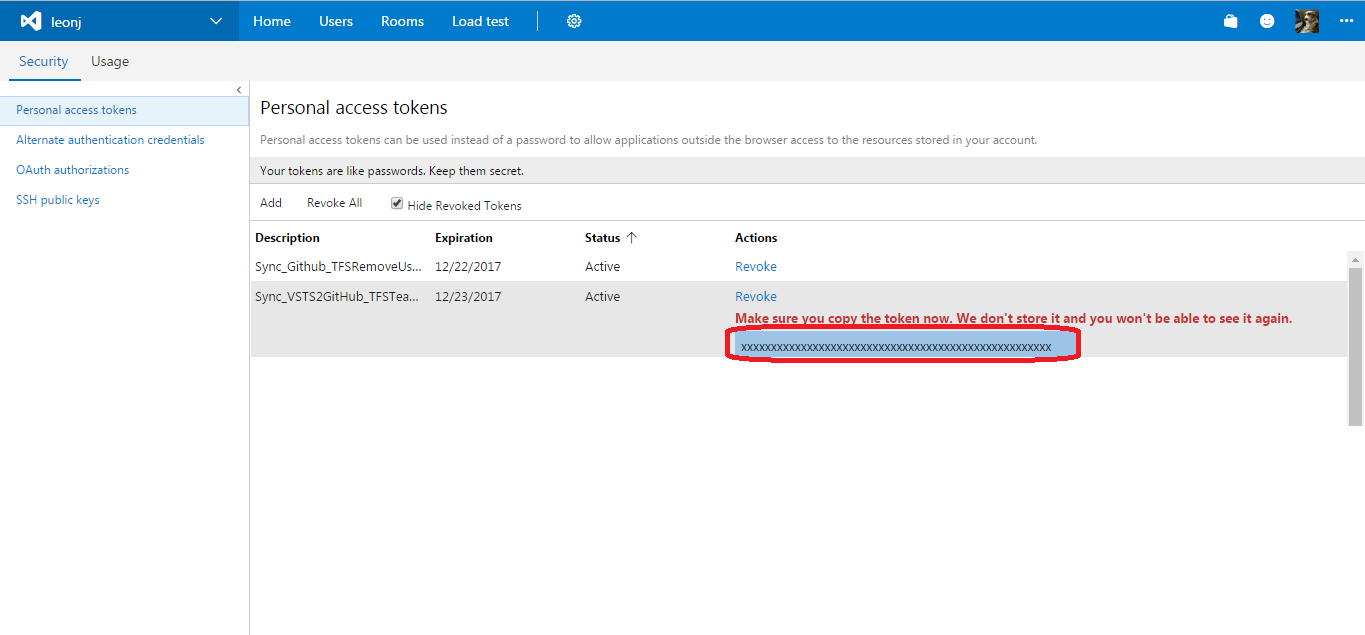 leonj Home Users Rooms Load test
Security Usage
Personal access tokens
Alternate authentication credentials
OAuth authorizations
SSH public keys
Personal access tokens
Personal access tokens can be used instead of a password to allow applications outside the browser access to the resources stored in your account.
Your tokens are like passwords. Keep them secret.
Add Revoke All Hide Revoked Tokens
Description Expiration Status Actions
Sync_Github_TFSRemoveUs... 12/22/2017 Active Revoke
Sync_VSTS2GitHub_TFSTea... 12/23/2017 Active Revoke
Make sure you copy the token now. We don't store it and you won't be able to see it again.
xxxxxxxxxxxxxxxxxxxxxxxxxxxxxxxxxxxxxxxxxxxxxxxxxxxx